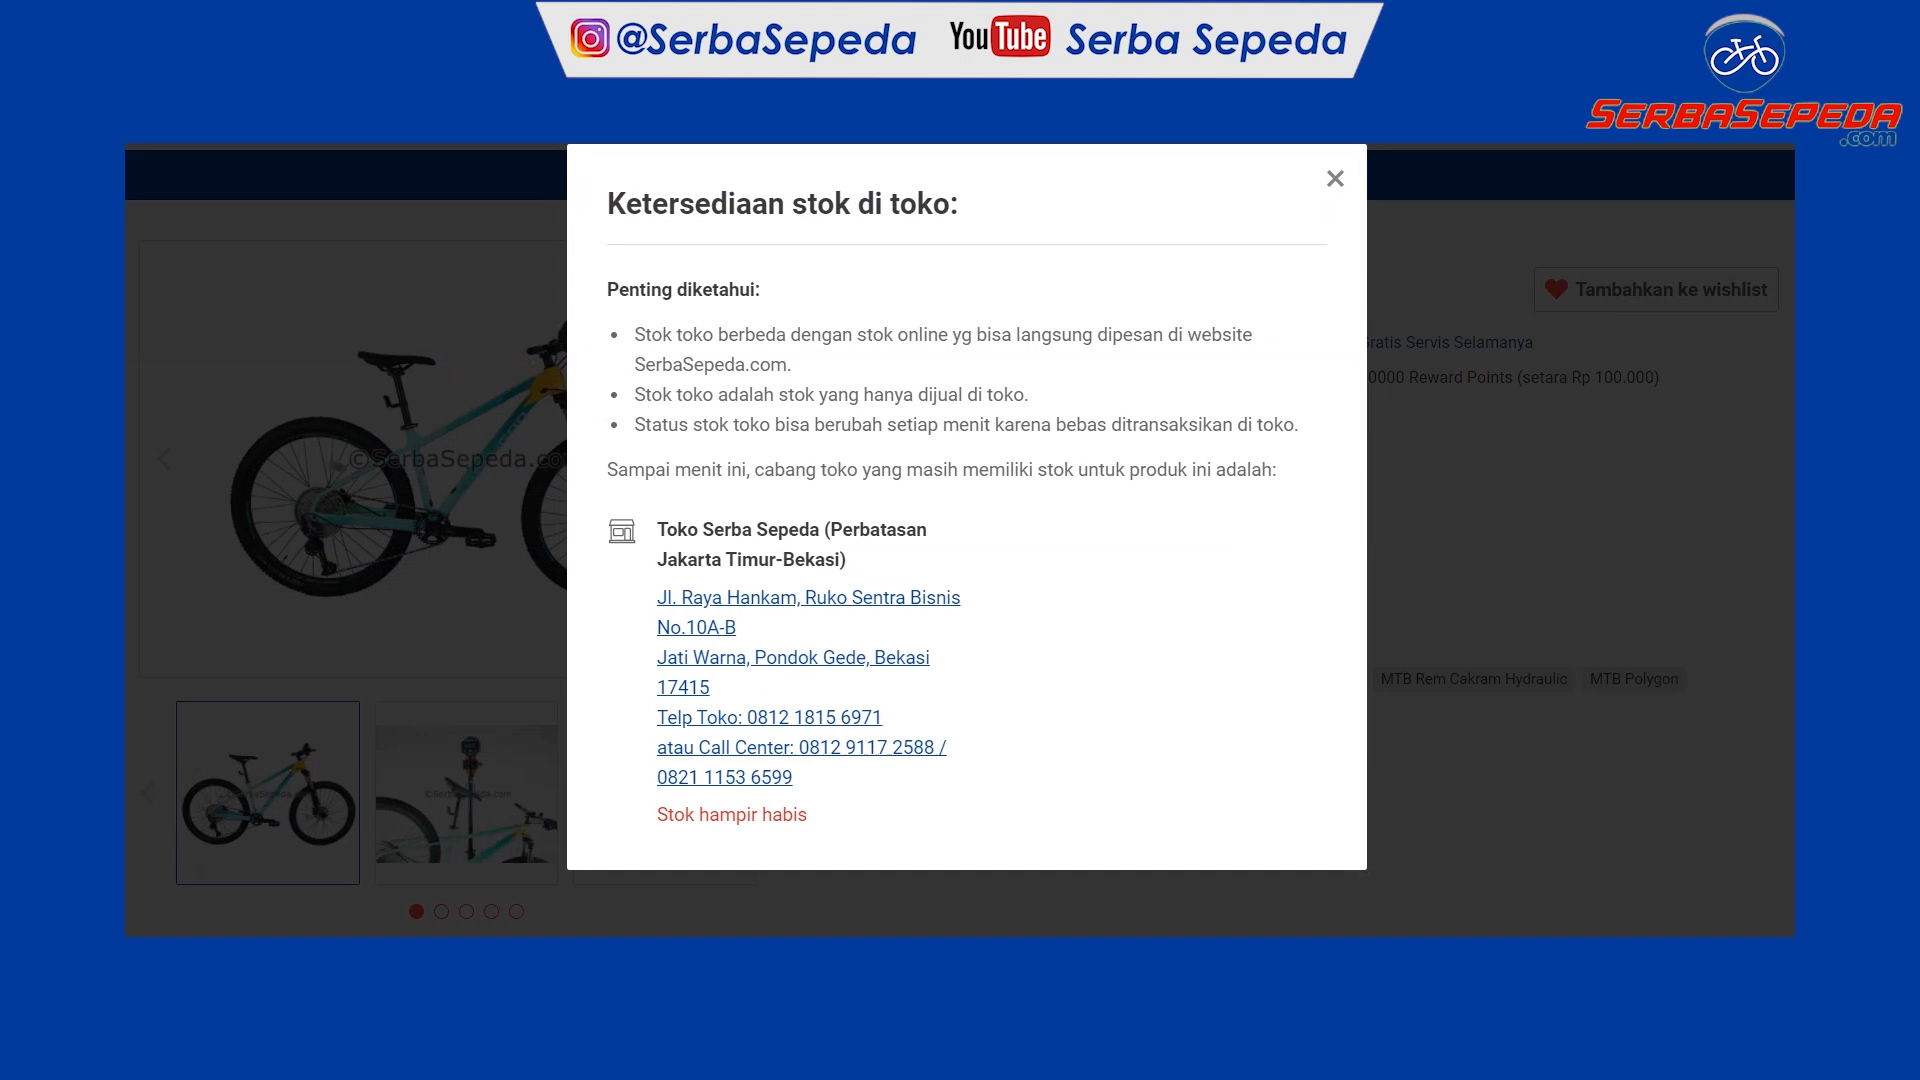 @SerbaSepeda YouTube Serba Sepeda
SERBASEPEDA
.com
Ketersediaan stok di toko:
Penting diketahui:
• Stok toko berbeda dengan stok online yg bisa langsung dipesan di website
SerbaSepeda.com.
• Stok toko adalah stok yang hanya dijual di toko.
• Status stok toko bisa berubah setiap menit karena bebas ditransaksikan di toko.
Sampai menit ini, cabang toko yang masih memiliki stok untuk produk ini adalah:
Toko Serba Sepeda (Perbatasan
Jakarta Timur-Bekasi)
Jl. Raya Hankam, Ruko Sentra Bisnis
No.10A-B
Jati Warna, Pondok Gede, Bekasi
17415
Telp Toko: 0812 1815 6971
atau Call Center: 0812 9117 2588 /
0821 1153 6599
Stok hampir habis
Tambahkan ke wishlist
Gratis Servis Selamanya
0000 Reward Points (setara Rp 100.000)
MTB Rem Cakram Hydraulic MTB Polygon
©SerbaSepeda.co
©SerbaSepeda.com